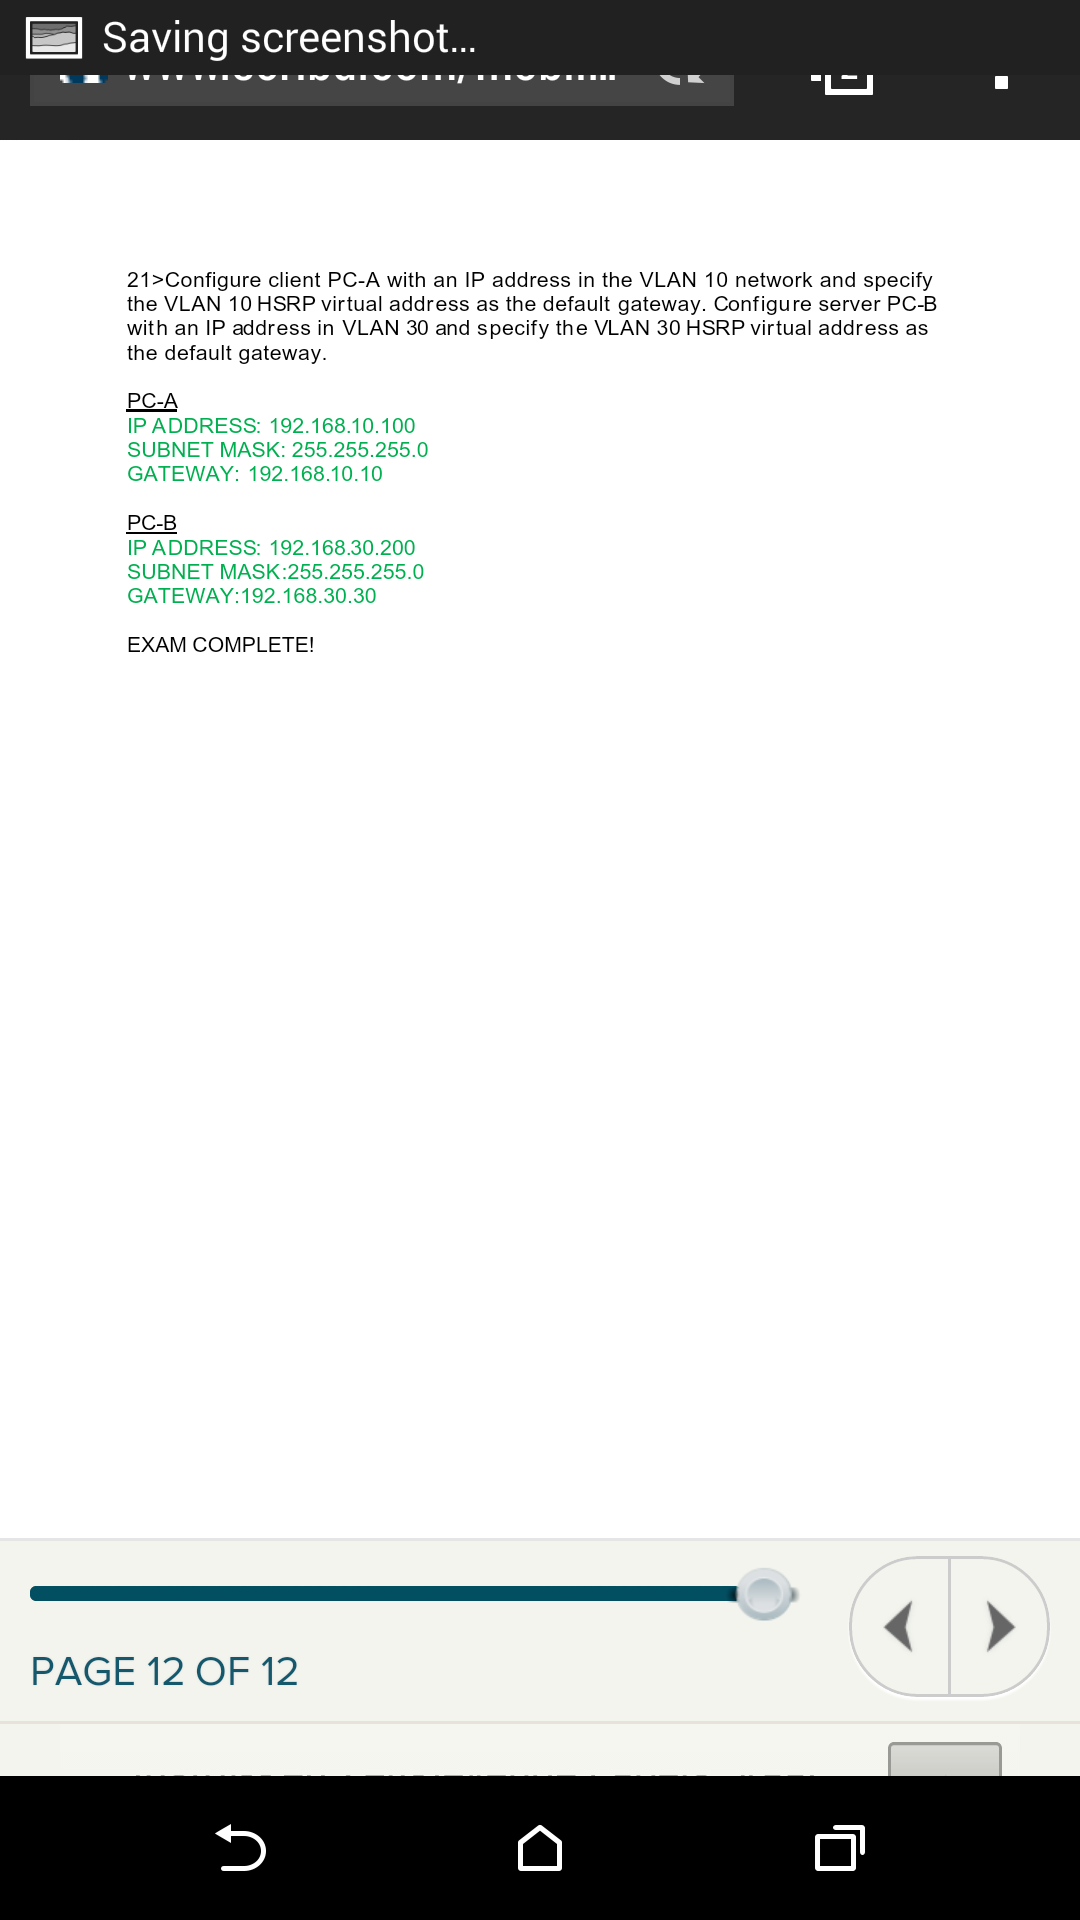 Saving screenshot...
21>Configure client PC-A with an IP address in the VLAN 10 network and specify
the VLAN 10 HSRP virtual address as the default gateway. Configure server PC-B
with an IP address in VLAN 30 and specify the VLAN 30 HSRP virtual address as
the default gateway.
PC-A
IP ADDRESS: 192.168.10.100
SUBNET MASK: 255.255.255.0
GATEWAY: 192.168.10.10
PC-B
IP ADDRESS: 192.168.30.200
SUBNET MASK:255.255.255.0
GATEWAY:192.168.30.30
EXAM COMPLETE!
PAGE 12 OF 12